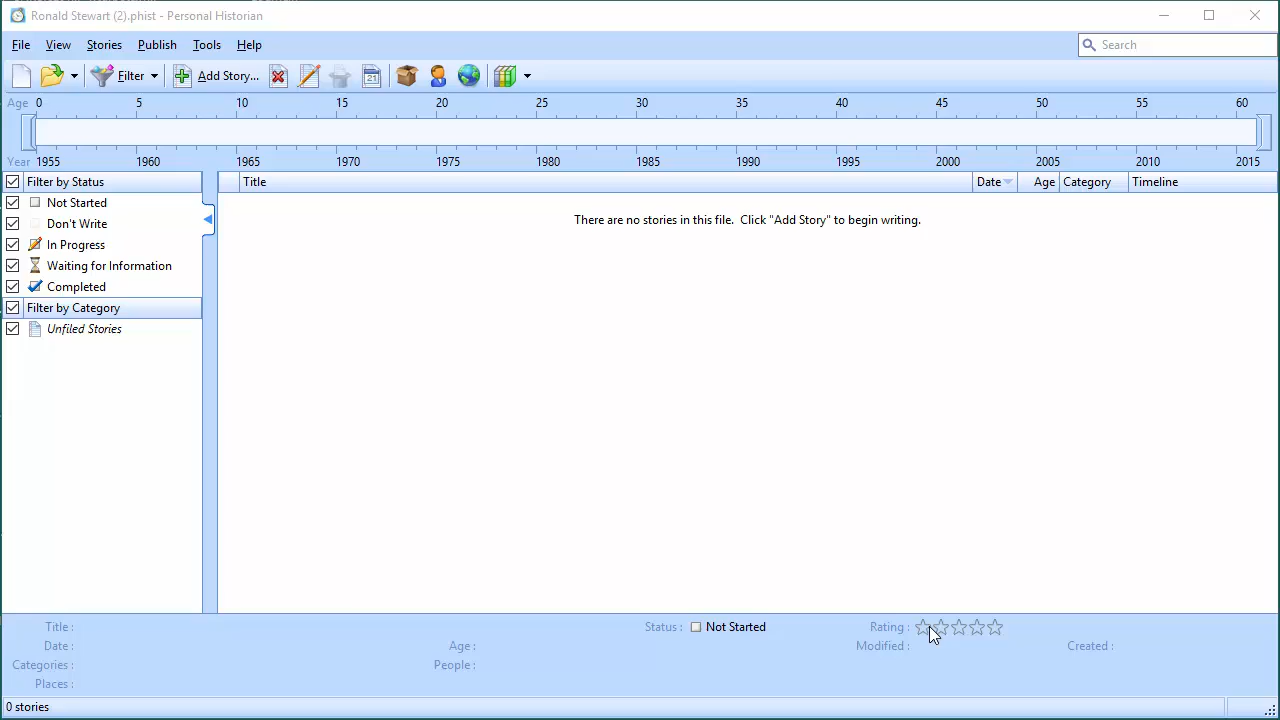 Ronald Stewart (2).phist - Personal Historian
File View Stories Publish Tools Help
Search
Filter Add Story... 21
Age 0 5 10 15 20 25 30 35 40 45 50 55 60
Year 1955 1960 1965 1970 1975 1980 1985 1990 1995 2000 2005 2010 2015
Filter by Status
Title Date Age Category Timeline
Not Started
Don't Write
In Progress
Waiting for Information
Completed
Filter by Category
Unfiled Stories
There are no stories in this file. Click "Add Story" to begin writing.
Title : Status : Not Started Rating :
Date : Age : Modified : Created :
Categories : People :
Places :
0 stories